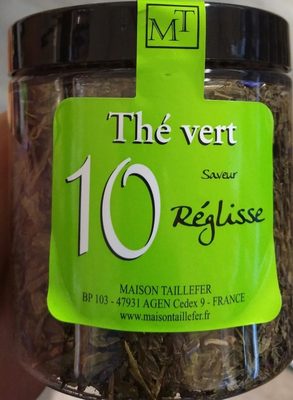 MT
Thé vert
10
Saveur
Réglisse
MAISON TAILLEFER
BP 103 - 47931 AGEN Cedex 9 - FRANCE
www.maisontaillefer.fr